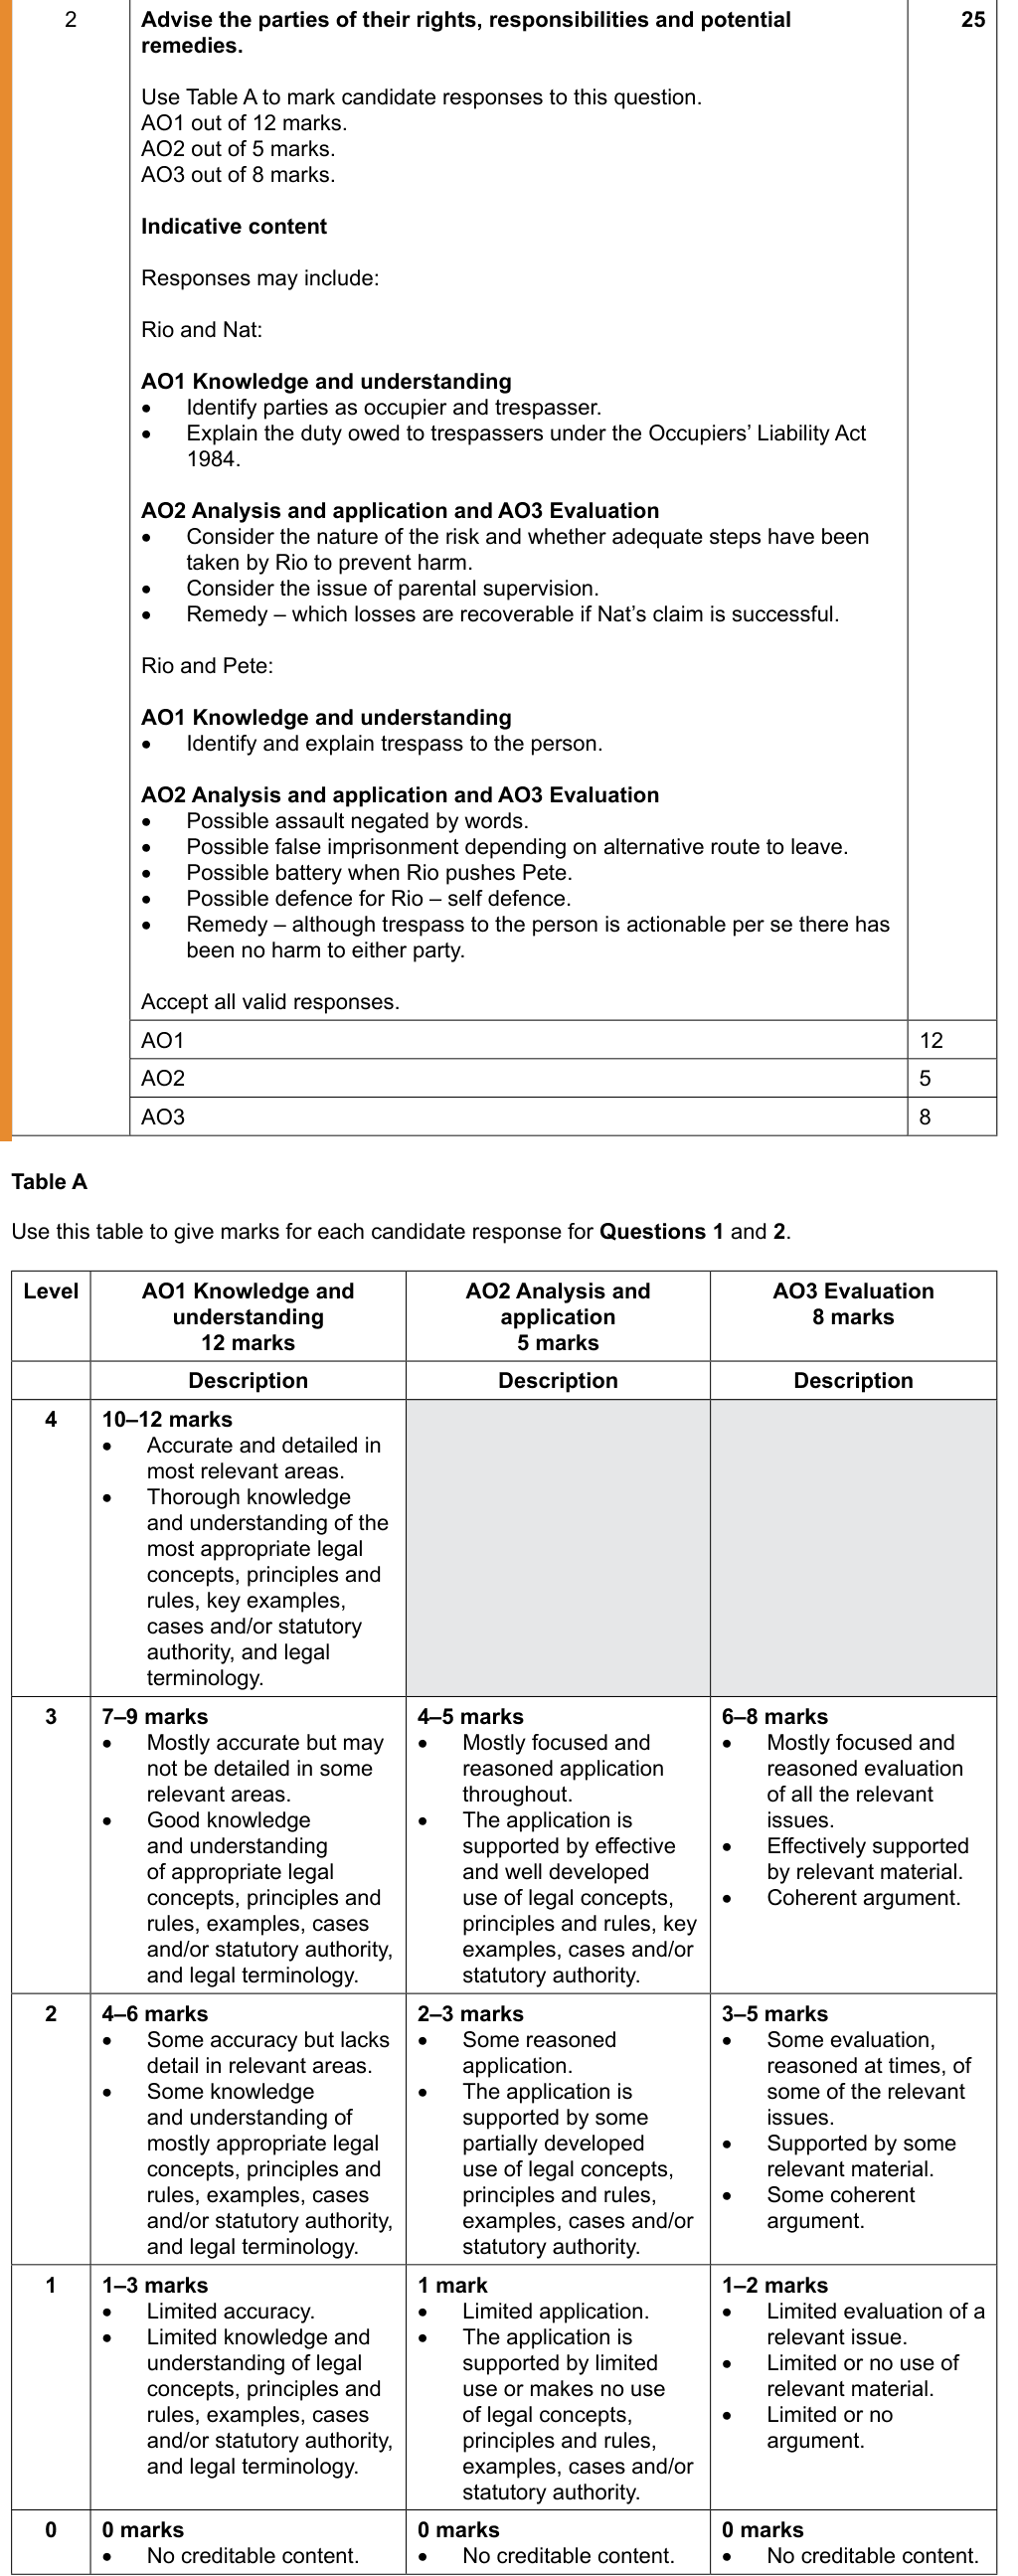 2
Advise the parties of their rights, responsibilities and potential
remedies.
25
Use Table A to mark candidate responses to this question.
AO1 out of 12 marks.
AO2 out of 5 marks.
AO3 out of 8 marks.
Indicative content
Responses may include:
Rio and Nat:
AO1 Knowledge and understanding
• Identify parties as occupier and trespasser.
• Explain the duty owed to trespassers under the Occupiers’ Liability Act
1984.
AO2 Analysis and application and AO3 Evaluation
• Consider the nature of the risk and whether adequate steps have been
taken by Rio to prevent harm.
• Consider the issue of parental supervision.
• Remedy – which losses are recoverable if Nat’s claim is successful.
Rio and Pete:
AO1 Knowledge and understanding
• Identify and explain trespass to the person.
AO2 Analysis and application and AO3 Evaluation
• Possible assault negated by words.
• Possible false imprisonment depending on alternative route to leave.
• Possible battery when Rio pushes Pete.
• Possible defence for Rio – self defence.
• Remedy – although trespass to the person is actionable per se there has
been no harm to either party.
Accept all valid responses.
AO1 12
AO2 5
AO3 8
Table A
Use this table to give marks for each candidate response for Questions 1 and 2.
Level
AO1 Knowledge and
understanding
12 marks
AO2 Analysis and
application
5 marks
AO3 Evaluation
8 marks
Description
Description
Description
4
10–12 marks
• Accurate and detailed in
most relevant areas.
• Thorough knowledge
and understanding of the
most appropriate legal
concepts, principles and
rules, key examples,
cases and/or statutory
authority, and legal
terminology.
3
7–9 marks
• Mostly accurate but may
not be detailed in some
relevant areas.
• Good knowledge
and understanding
of appropriate legal
concepts, principles and
rules, examples, cases
and/or statutory authority,
and legal terminology.
4–5 marks
• Mostly focused and
reasoned application
throughout.
• The application is
supported by effective
and well developed
use of legal concepts,
principles and rules, key
examples, cases and/or
statutory authority.
6–8 marks
• Mostly focused and
reasoned evaluation
of all the relevant
issues.
• Effectively supported
by relevant material.
• Coherent argument.
2
4–6 marks
• Some accuracy but lacks
detail in relevant areas.
• Some knowledge
and understanding of
mostly appropriate legal
concepts, principles and
rules, examples, cases
and/or statutory authority,
and legal terminology.
2–3 marks
• Some reasoned
application.
• The application is
supported by some
partially developed
use of legal concepts,
principles and rules,
examples, cases and/or
statutory authority.
3–5 marks
• Some evaluation,
reasoned at times, of
some of the relevant
issues.
• Supported by some
relevant material.
• Some coherent
argument.
1
1–3 marks
• Limited accuracy.
• Limited knowledge and
understanding of legal
concepts, principles and
rules, examples, cases
and/or statutory authority,
and legal terminology.
1 mark
• Limited application.
• The application is
supported by limited
use or makes no use
of legal concepts,
principles and rules,
examples, cases and/or
statutory authority.
1–2 marks
• Limited evaluation of a
relevant issue.
• Limited or no use of
relevant material.
• Limited or no
argument.
0
0 marks
• No creditable content.
0 marks
• No creditable content.
0 marks
• No creditable content.